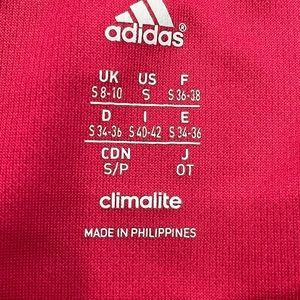 adidas®
UK US F
S 8-10 S S 36-38
D I E
S 34-36 S 40-42 S 34-36
CDN J
S/P OT
climalite
MADE IN PHILIPPINES